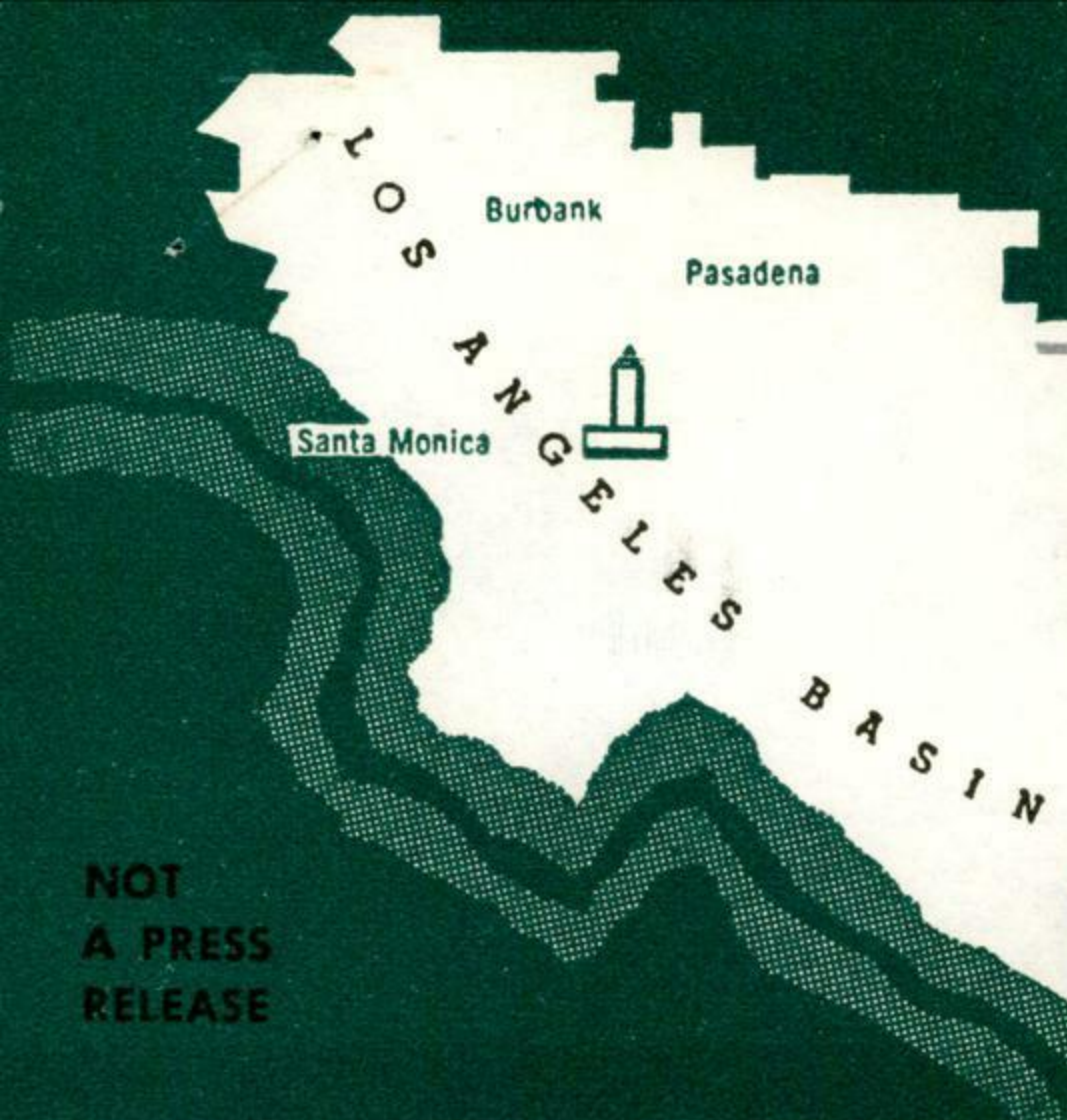 LOS ANGELES BASIN
Burbank
Pasadena
Santa Monica
NOT
A PRESS
RELEASE